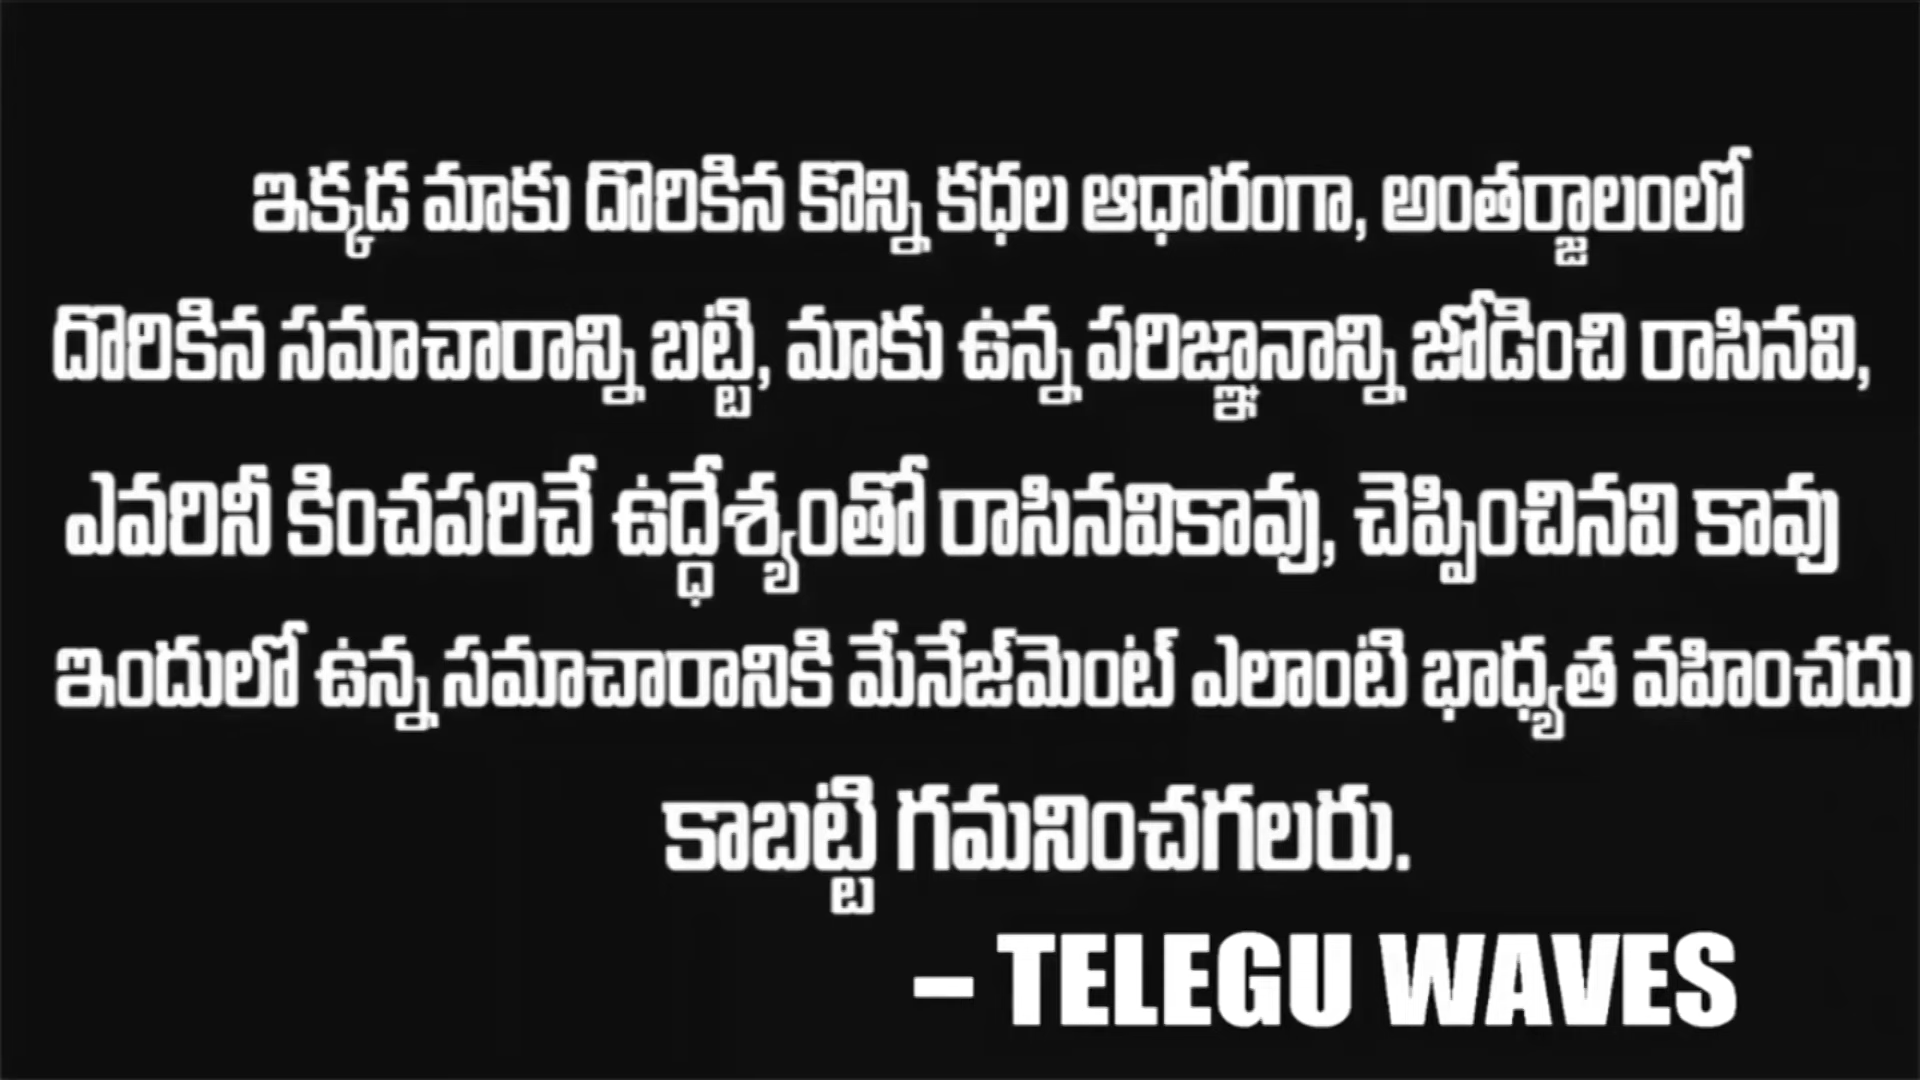 ఇక్కడ మాకు దొరికిన కొన్ని కధల ఆధారంగా, అంతర్జాలంలో
దొరికిన సమాచారాన్ని బట్టి, మాకు ఉన్న పరిజ్ఞానాన్ని జోడించి రాసినవి,
ఎవరినీ కించపరిచే ఉద్ధేశ్యంతో రాసినవికావు, చెప్పించినవి కావు
ఇందులో ఉన్న సమాచారానికి మేనేజ్‌మెంట్ ఎలాంటి భాధ్యత వహించదు
కాబట్టి గమనించగలరు.
– TELEGU WAVES